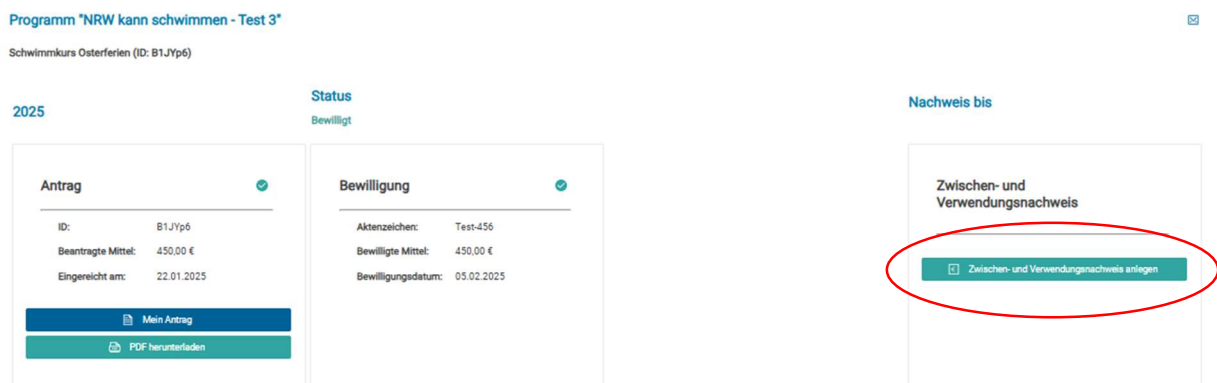 Programm "NRW kann schwimmen - Test 3"
Schwimmkurs Osterferien (ID: B1JYp6)
2025
Status
Bewilligt
Nachweis bis
Antrag
ID: B1JYp6
Beantragte Mittel: 450,00 €
Eingereicht am: 22.01.2025
Mein Antrag
PDF herunterladen
Bewilligung
Aktenzeichen: Test-456
Bewilligte Mittel: 450,00 €
Bewilligungsdatum: 05.02.2025
Zwischen- und
Verwendungsnachweis
Zwischen- und Verwendungsnachweis anlegen